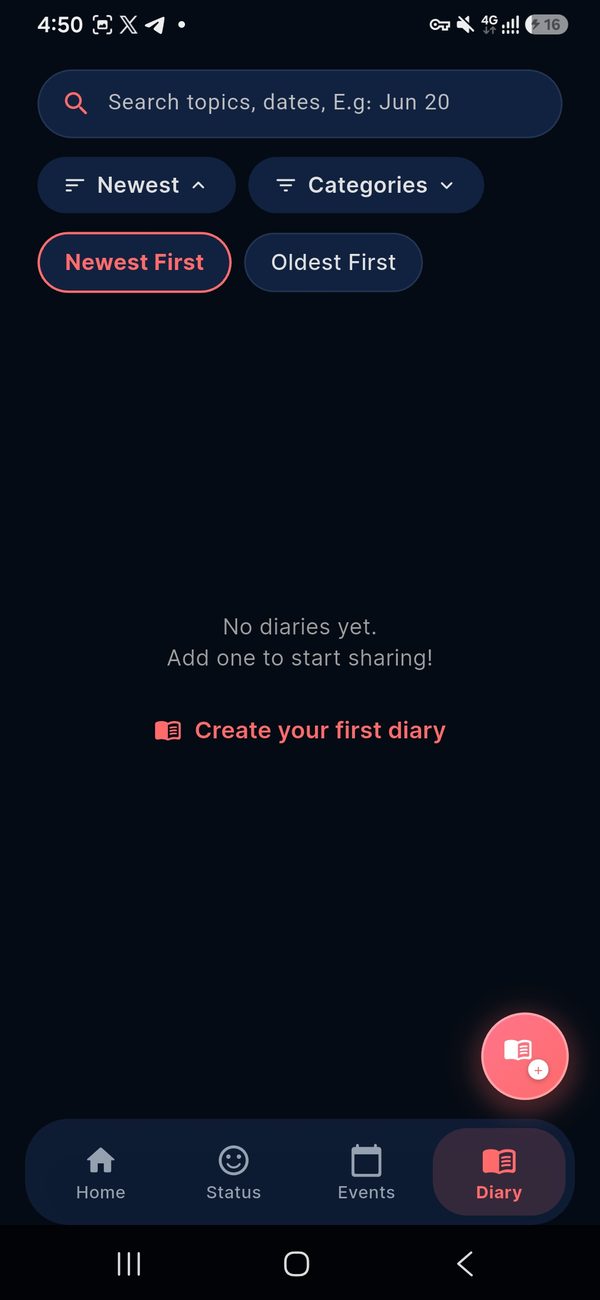 4:50
4G
16
Search topics, dates, E.g: Jun 20
Newest
Categories
Newest First
Oldest First
No diaries yet.
Add one to start sharing!
Create your first diary
Home
Status
Events
Diary